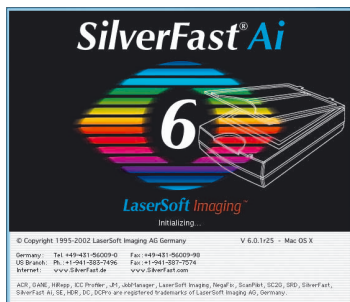 SilverFast® Ai
6
LaserSoft Imaging™
Initializing...
© Copyright 1995-2002 LaserSoft Imaging AG Germany V 6.0.1r25 - Mac OS X
Germany: Tel +49-431-56009-0 Fax:+49-431-56009-98
US Branch: Ph.:+1-941-383-7496 Fax:+1-941-387-7574
Internet: www.SilverFast.de www.SilverFast.com
ACR, GANE, HiRepp, ICC Profiler, JM, JobManager, LaserSoft Imaging, NegaFix, ScanPilot, SC2G, SRD, SilverFast,
SilverFast Ai, SE, HDR, DC, DCPro are registered trademarks of LaserSoft Imaging AG, Germany.